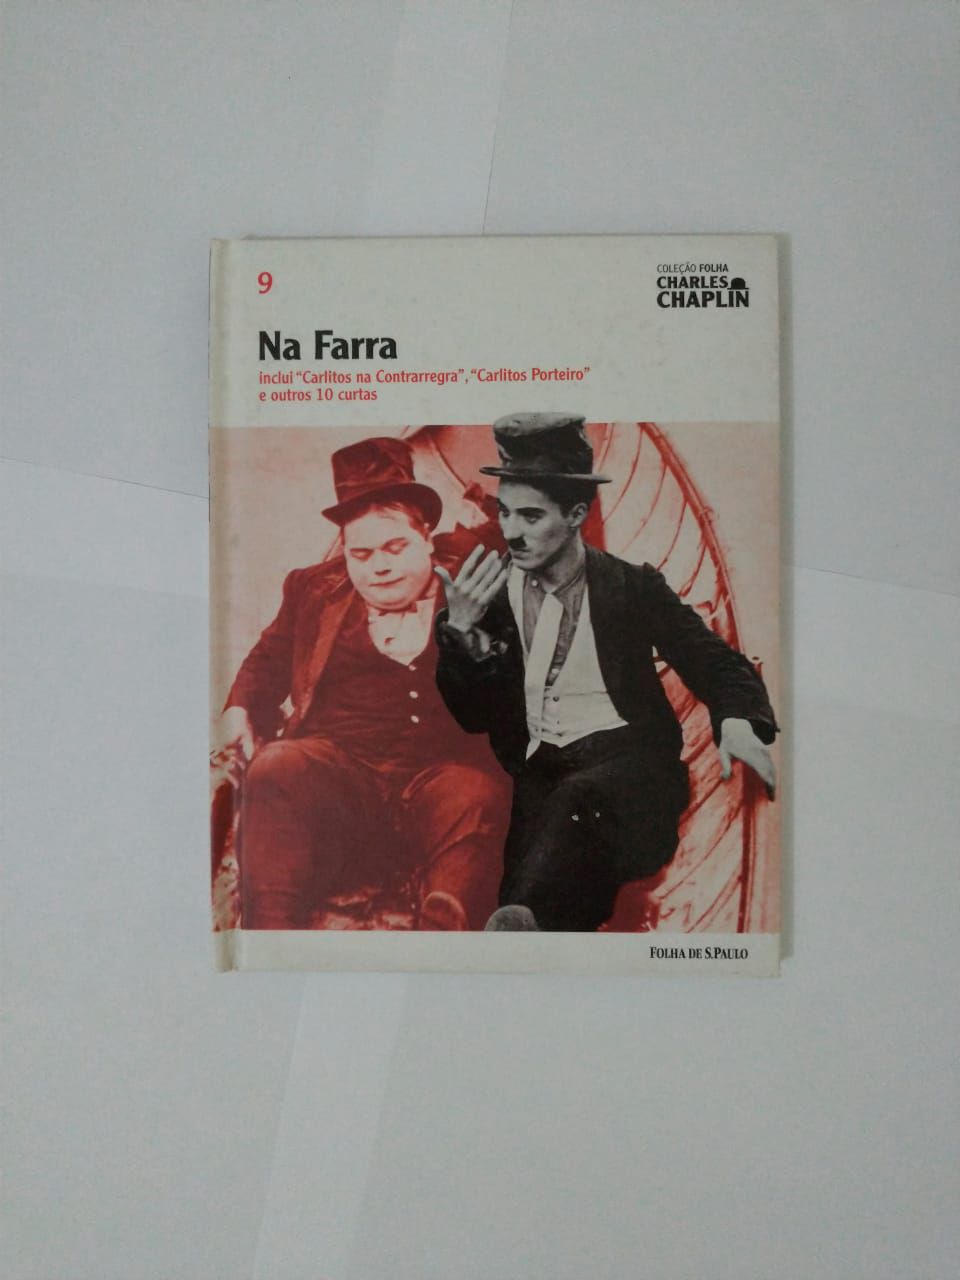 9
COLEÇÃO FOLHA
CHARLES
CHAPLIN
Na Farra
inclui “Carlitos na Contrarregra”, “Carlitos Porteiro”
e outros 10 curtas
FOLHA DE S.PAULO